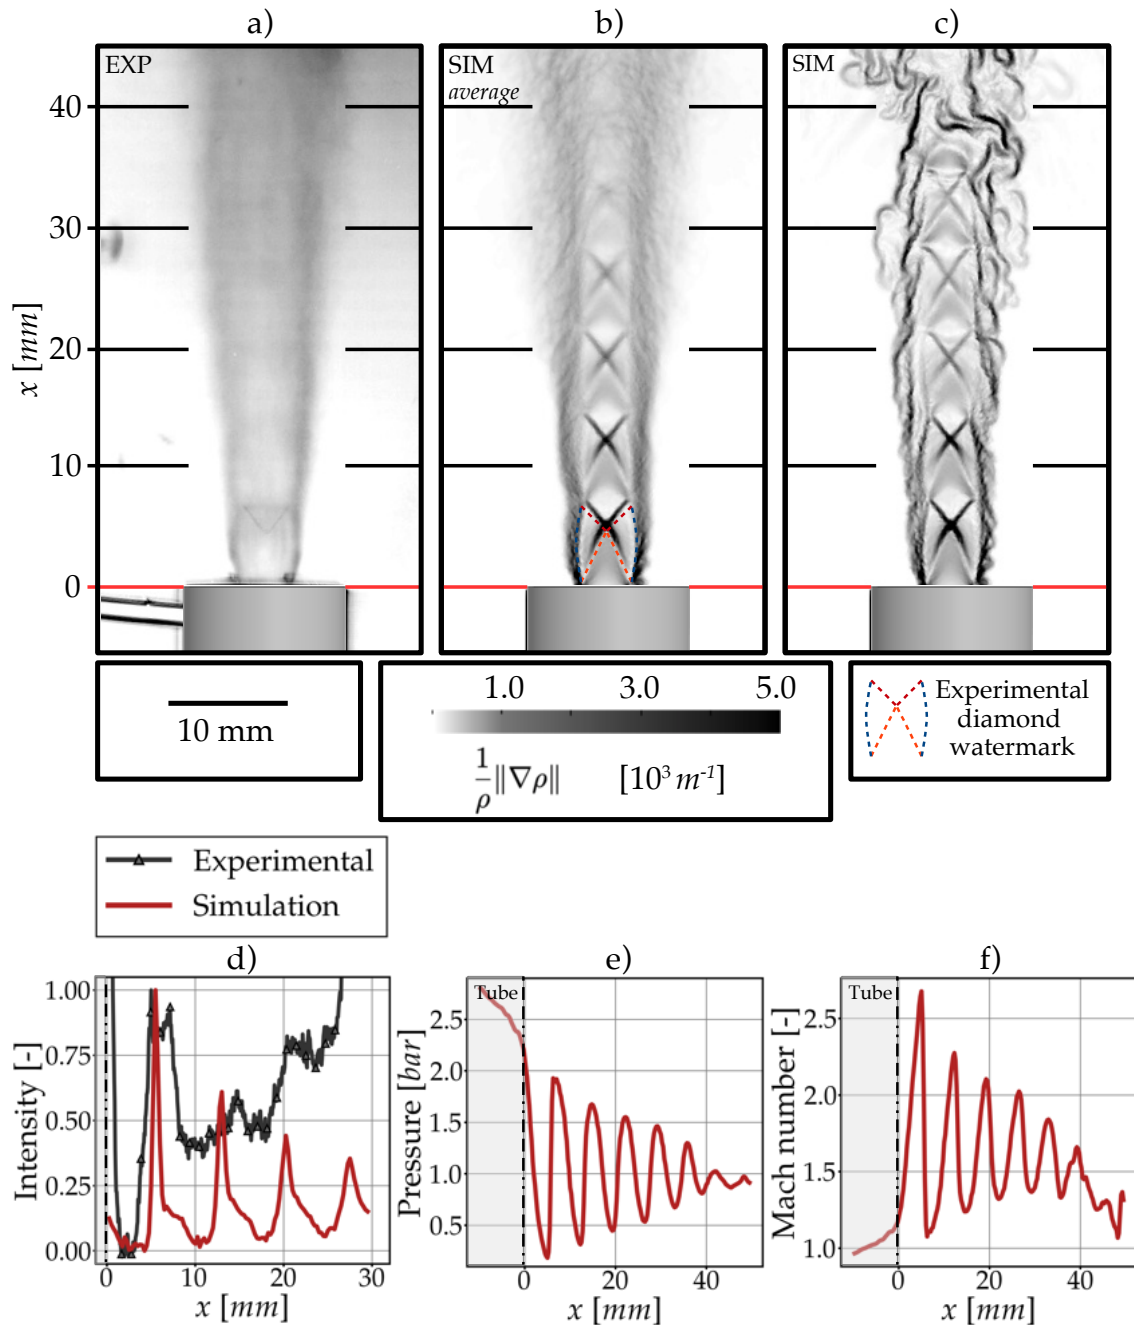 a) b) c)
EXP SIM SIM
average
40
30
20
10
0
x [mm]
10 mm
1.0 3.0 5.0
1/ρ ||∇ρ|| [10³ m⁻¹]
Experimental
diamond
watermark
Experimental
Simulation
d) e) f)
Intensity [-]
1.00
0.75
0.50
0.25
0.00
0 10 20 30
x [mm]
Tube
Pressure [bar]
2.5
2.0
1.5
1.0
0.5
0 20 40
x [mm]
Tube
Mach number [-]
2.5
2.0
1.5
1.0
0 20 40
x [mm]